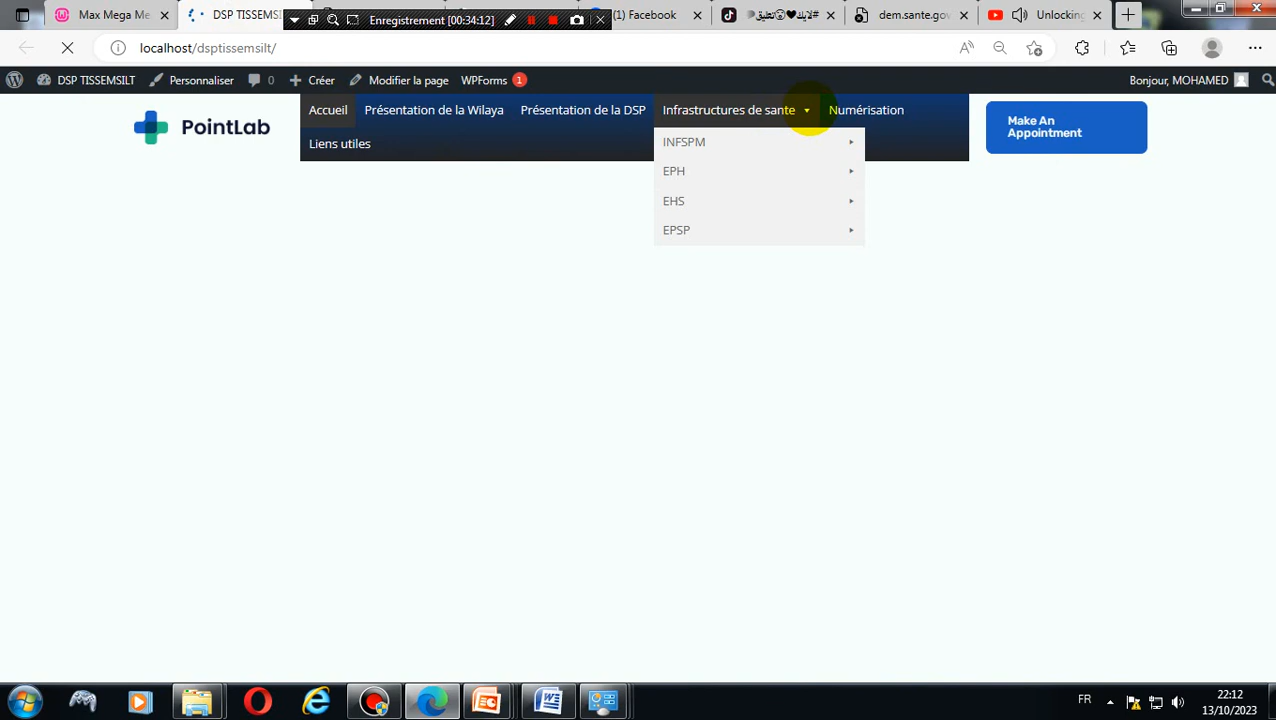 Max Mega Me
DSP TISSEMSIL
Enregistrement [00:34:12]
(1) Facebook
dem.sante.gov
Unlocking
localhost/dsptissemsilt/
DSP TISSEMSILT
Personnaliser
0
Créer
Modifier la page
WPForms 1
Bonjour, MOHAMED
PointLab
Accueil
Présentation de la Wilaya
Présentation de la DSP
Infrastructures de sante
Numérisation
Liens utiles
Make An
Appointment
INFSPM
EPH
EHS
EPSP
FR
22:12
13/10/2023